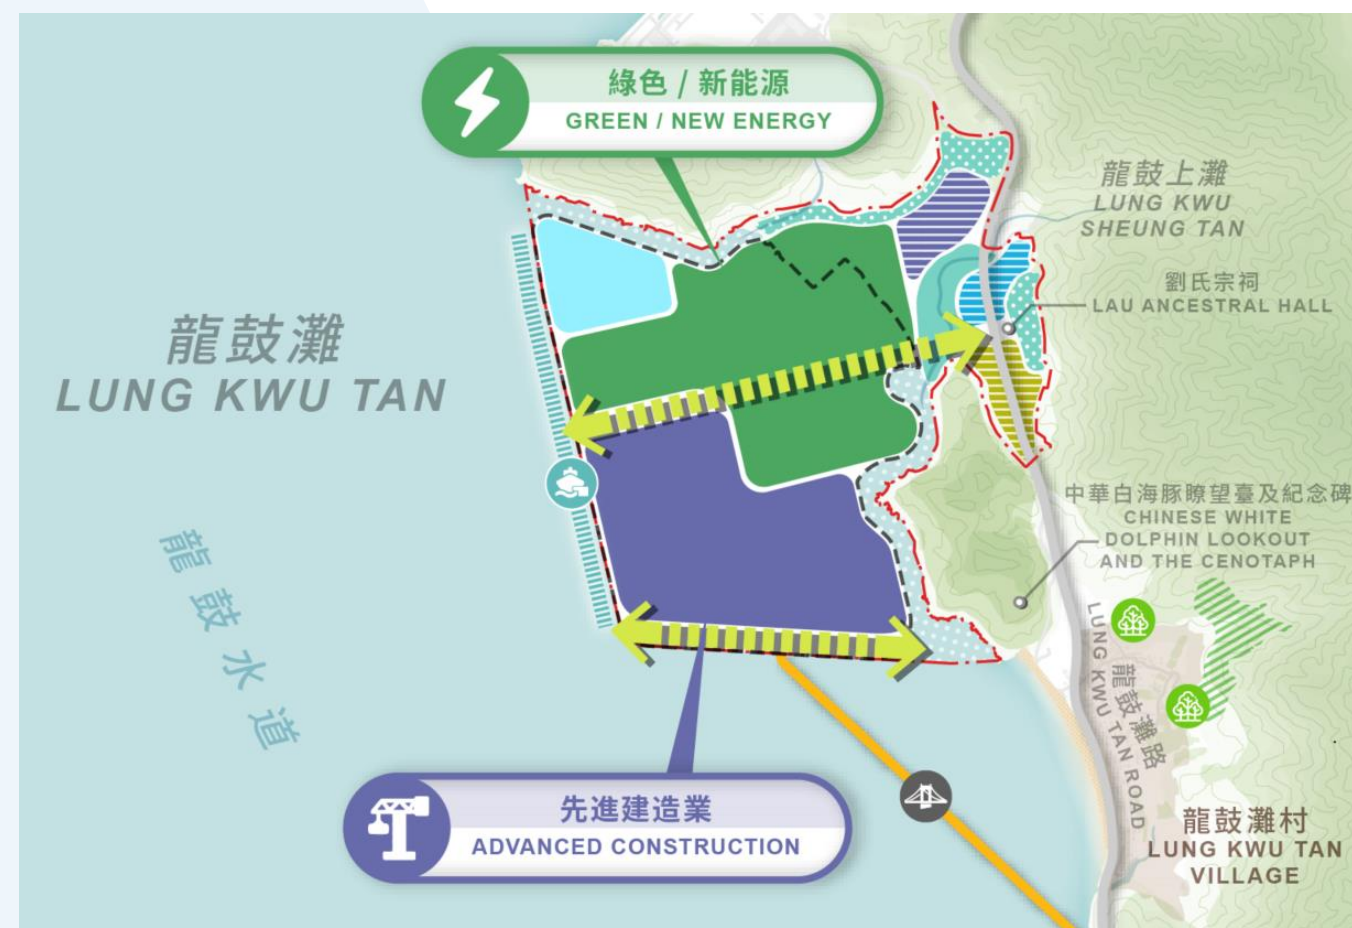 綠色 / 新能源
GREEN / NEW ENERGY
龍鼓上灘
LUNG KWU
SHEUNG TAN
劉氏宗祠
LAU ANCESTRAL HALL
龍鼓灘
LUNG KWU TAN
中華白海豚瞭望臺及紀念碑
CHINESE WHITE
DOLPHIN LOOKOUT
AND THE CENOTAPH
龍鼓水道
龍鼓灘路
LUNG KWU TAN ROAD
先進建造業
ADVANCED CONSTRUCTION
龍鼓灘村
LUNG KWU TAN
VILLAGE